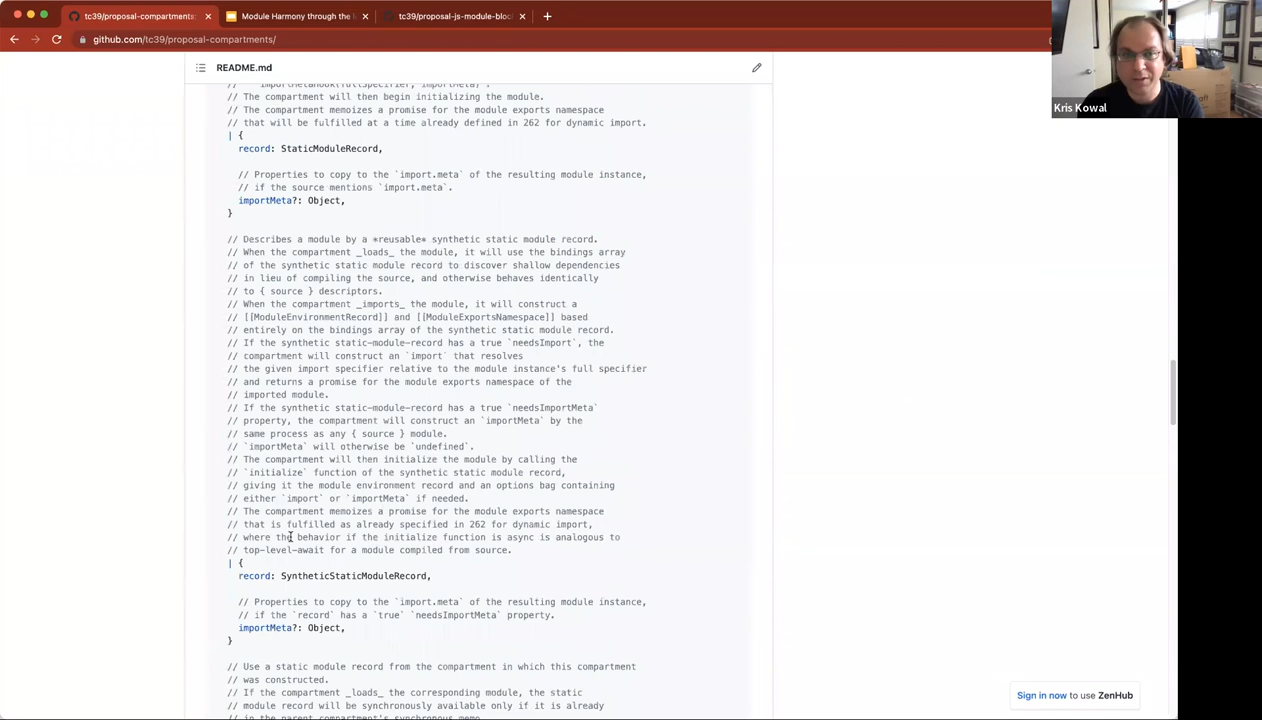 tc39/proposal-compartments:
Module Harmony through the
tc39/proposal-js-module-bloc
github.com/tc39/proposal-compartments/
Kris Kowal
README.md
// The compartment will then begin initializing the module.
// The compartment memoizes a promise for the module exports namespace
// that will be fulfilled at a time already defined in 262 for dynamic import.
| {
record: StaticModuleRecord,
// Properties to copy to the `import.meta` of the resulting module instance,
// if the source mentions `import.meta`.
importMeta?: Object,
}
// Describes a module by a *reusable* synthetic static module record.
// When the compartment _loads_ the module, it will use the bindings array
// of the synthetic static module record to discover shallow dependencies
// in lieu of compiling the source, and otherwise behaves identically
// to { source } descriptors.
// When the compartment _imports_ the module, it will construct a
// [[ModuleEnvironmentRecord]] and [[ModuleExportsNamespace]] based
// entirely on the bindings array of the synthetic static module record.
// If the synthetic static-module-record has a true `needsImport`, the
// compartment will construct an `import` that resolves
// the given import specifier relative to the module instance's full specifier
// and returns a promise for the module exports namespace of the
// imported module.
// If the synthetic static-module-record has a true `needsImportMeta`
// property, the compartment will construct an `importMeta` by the
// same process as any { source } module.
// `importMeta` will otherwise be `undefined`.
// The compartment will then initialize the module by calling the
// `initialize` function of the synthetic static module record,
// giving it the module environment record and an options bag containing
// either `import` or `importMeta` if needed.
// The compartment memoizes a promise for the module exports namespace
// that is fulfilled as already specified in 262 for dynamic import,
// where the behavior if the initialize function is async is analogous to
// top-level-await for a module compiled from source.
| {
record: SyntheticStaticModuleRecord,
// Properties to copy to the `import.meta` of the resulting module instance,
// if the `record` has a `true` `needsImportMeta` property.
importMeta?: Object,
}
// Use a static module record from the compartment in which this compartment
// was constructed.
// If the compartment _loads_ the corresponding module, the static
// module record will be synchronously available only if it is already
// in the parent compartment's synchronous memo.
Sign in now to use ZenHub